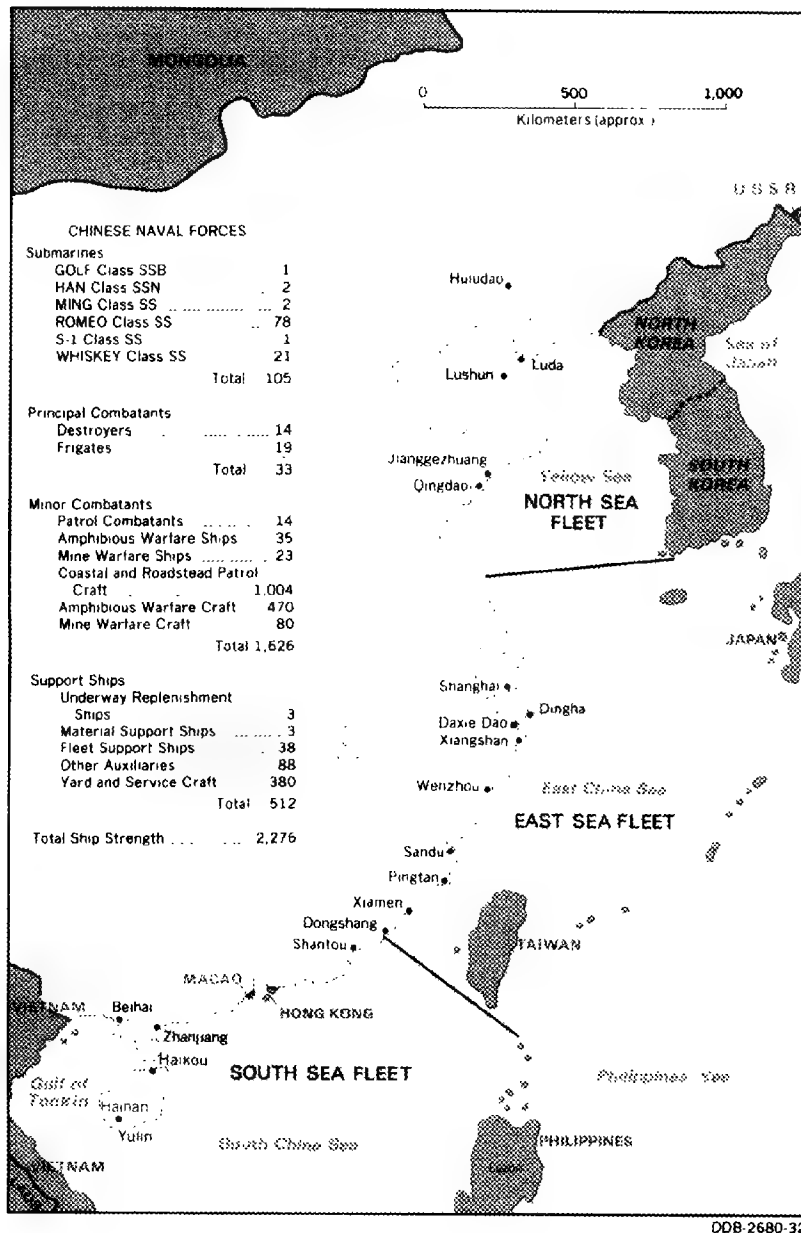 MONGOLIA
0 500 1,000
Kilometers (approx.)
U S S R
CHINESE NAVAL FORCES
Submarines
GOLF Class SSB 1
HAN Class SSN . 2
MING Class SS .. ............ ... 2
ROMEO Class SS .. 78
S-1 Class SS 1
WHISKEY Class SS 21
Total 105
Principal Combatants
Destroyers . ..... ....... 14
Frigates 19
Total 33
Minor Combatants
Patrol Combatants ...... . 14
Amphibious Warfare Ships 35
Mine Warfare Ships .... ..... 23
Coastal and Roadstead Patrol
Craft . . 1,004
Amphibious Warfare Craft 470
Mine Warfare Craft 80
Total 1,626
Support Ships
Underway Replenishment
Ships 3
Material Support Ships ....... 3
Fleet Support Ships . 38
Other Auxiliaries 88
Yard and Service Craft 380
Total 512
Total Ship Strength . . . .. ... 2,276
Huludao
NORTH
KOREA
Sea of
Japan
Luda
Lushun
Jianggezhuang
Qingdao
Yellow Sea
SOUTH
KOREA
NORTH SEA
FLEET
JAPAN
Shanghai
Dingha
Daxie Dao
Xiangshan
Wenzhou
East China Sea
EAST SEA FLEET
Sandu
Pingtan
Xiamen
Dongshang
Shantou
TAIWAN
MACAO
HONG KONG
VIETNAM
Beihai
Zhanjiang
Haikou
SOUTH SEA FLEET
Philippines Sea
Gulf of
Tonkin
Hainan
Yulin
South China Sea
PHILIPPINES
Luzon
VIETNAM
LAOS
DDB-2680-32